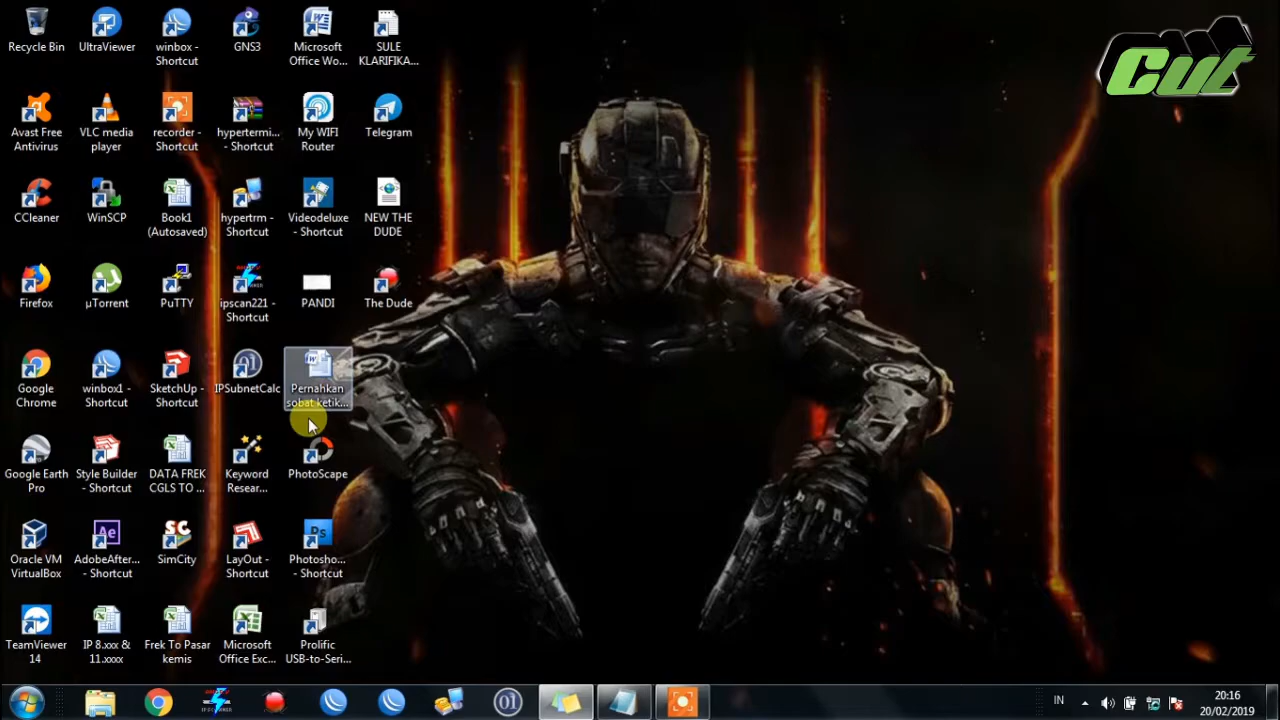 Recycle Bin
UltraViewer
winbox -
Shortcut
GNS3
Microsoft
Office Wo...
SULE
KLARIFIKA...
Avast Free
Antivirus
VLC media
player
recorder -
Shortcut
hypertermi...
- Shortcut
My WIFI
Router
Telegram
CCleaner
WinSCP
Book1
(Autosaved)
hypertrm -
Shortcut
Videodeluxe
- Shortcut
NEW THE
DUDE
Firefox
µTorrent
PuTTY
ipscan221 -
Shortcut
PANDI
The Dude
Google
Chrome
winbox1 -
Shortcut
SketchUp -
Shortcut
IPSubnetCalc
Pernahkan
sobat ketik...
Google Earth
Pro
Style Builder
- Shortcut
DATA FREK
CGLS TO ...
Keyword
Resear...
PhotoScape
Oracle VM
VirtualBox
AdobeAfter...
- Shortcut
SC
SimCity
LayOut -
Shortcut
Photosho...
- Shortcut
TeamViewer
14
IP 8.xxx &
11.xxxx
Frek To Pasar
kemis
Microsoft
Office Exc...
Prolific
USB-to-Seri...
Cut
IN
20:16
20/02/2019